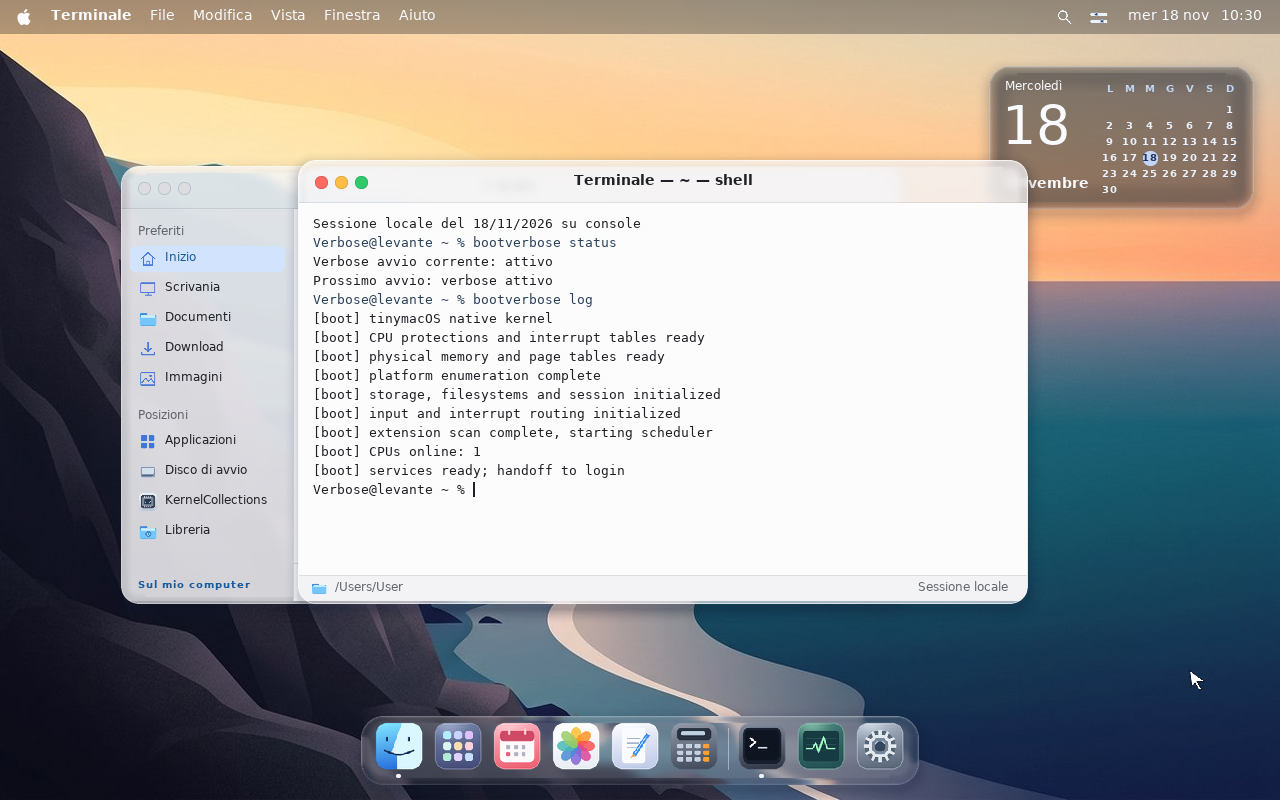 Terminale File Modifica Vista Finestra Aiuto mer 18 nov 10:30
Mercoledì
18
L M M G V S D
1
2 3 4 5 6 7 8
9 10 11 12 13 14 15
16 17 18 19 20 21 22
23 24 25 26 27 28 29
30
Preferiti
Inizio
Scrivania
Documenti
Download
Immagini
Posizioni
Applicazioni
Disco di avvio
KernelCollections
Libreria
Sul mio computer
Terminale — ~ — shell
Sessione locale del 18/11/2026 su console
Verbose@levante ~ % bootverbose status
Verbose avvio corrente: attivo
Prossimo avvio: verbose attivo
Verbose@levante ~ % bootverbose log
[boot] tinymacOS native kernel
[boot] CPU protections and interrupt tables ready
[boot] physical memory and page tables ready
[boot] platform enumeration complete
[boot] storage, filesystems and session initialized
[boot] input and interrupt routing initialized
[boot] extension scan complete, starting scheduler
[boot] CPUs online: 1
[boot] services ready; handoff to login
Verbose@levante ~ %
/Users/User Sessione locale